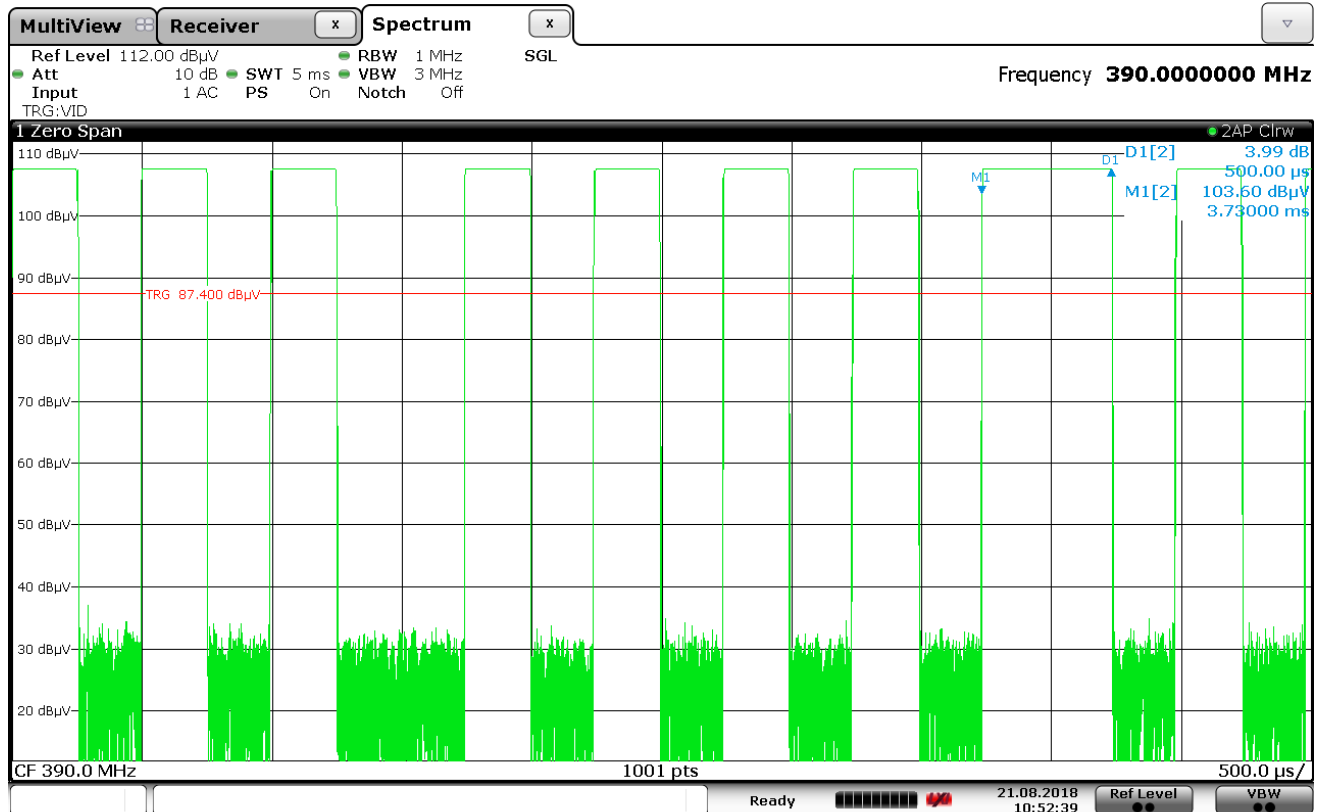 MultiView Receiver x Spectrum x
Ref Level 112.00 dBµV RBW 1 MHz SGL
Att 10 dB SWT 5 ms VBW 3 MHz
Frequency 390.0000000 MHz
Input 1 AC PS On Notch Off
TRG:VID
1 Zero Span 2AP Clrw
110 dBµV
D1[2] 3.99 dB
D1
500.00 µs
M1
M1[2] 103.60 dBµV
3.73000 ms
100 dBµV
90 dBµV
TRG 87.400 dBµV
80 dBµV
70 dBµV
60 dBµV
50 dBµV
40 dBµV
30 dBµV
20 dBµV
CF 390.0 MHz 1001 pts 500.0 µs/
Ready 21.08.2018 Ref Level VBW
10:52:39